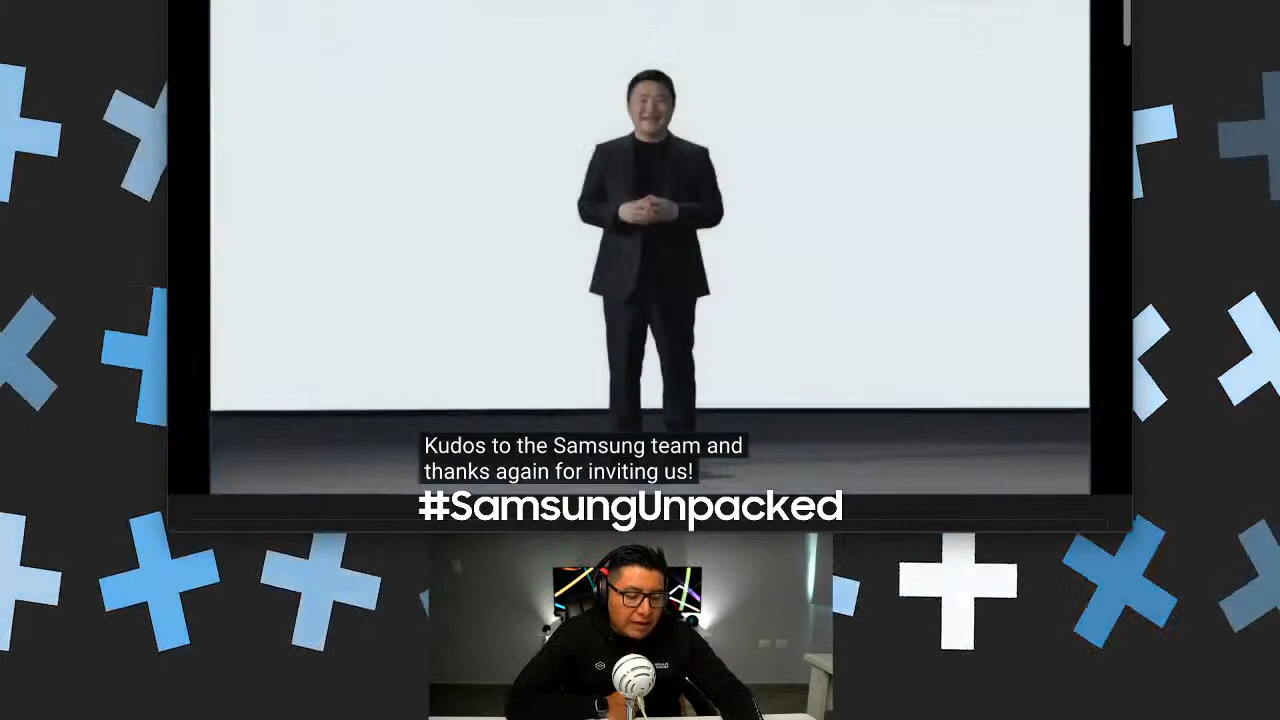 Kudos to the Samsung team and
thanks again for inviting us!
#SamsungUnpacked